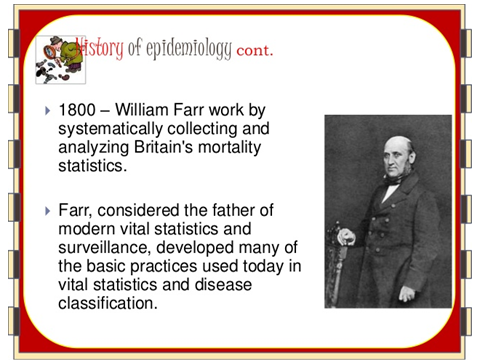 History of epidemiology cont.
1800 – William Farr work by
systematically collecting and
analyzing Britain's mortality
statistics.
Farr, considered the father of
modern vital statistics and
surveillance, developed many of
the basic practices used today in
vital statistics and disease
classification.